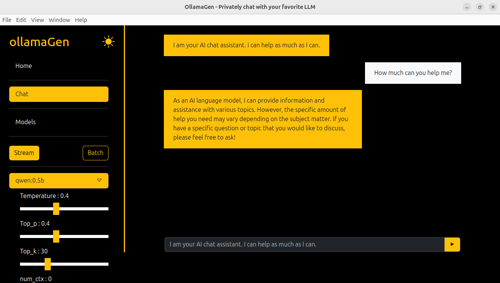 OllamaGen - Privately chat with your favorite LLM
File Edit View Window Help
ollamaGen
Home
Chat
Models
Stream Batch
qwen:0.5b
Temperature : 0.4
Top_p : 0.4
Top_k : 30
num_ctx : 0
I am your AI chat assistant. I can help as much as I can.
How much can you help me?
As an AI language model, I can provide information and
assistance with various topics. However, the specific amount of
help you need may vary depending on the subject matter. If you
have a specific question or topic that you would like to discuss,
please feel free to ask!
I am your AI chat assistant. I can help as much as I can.